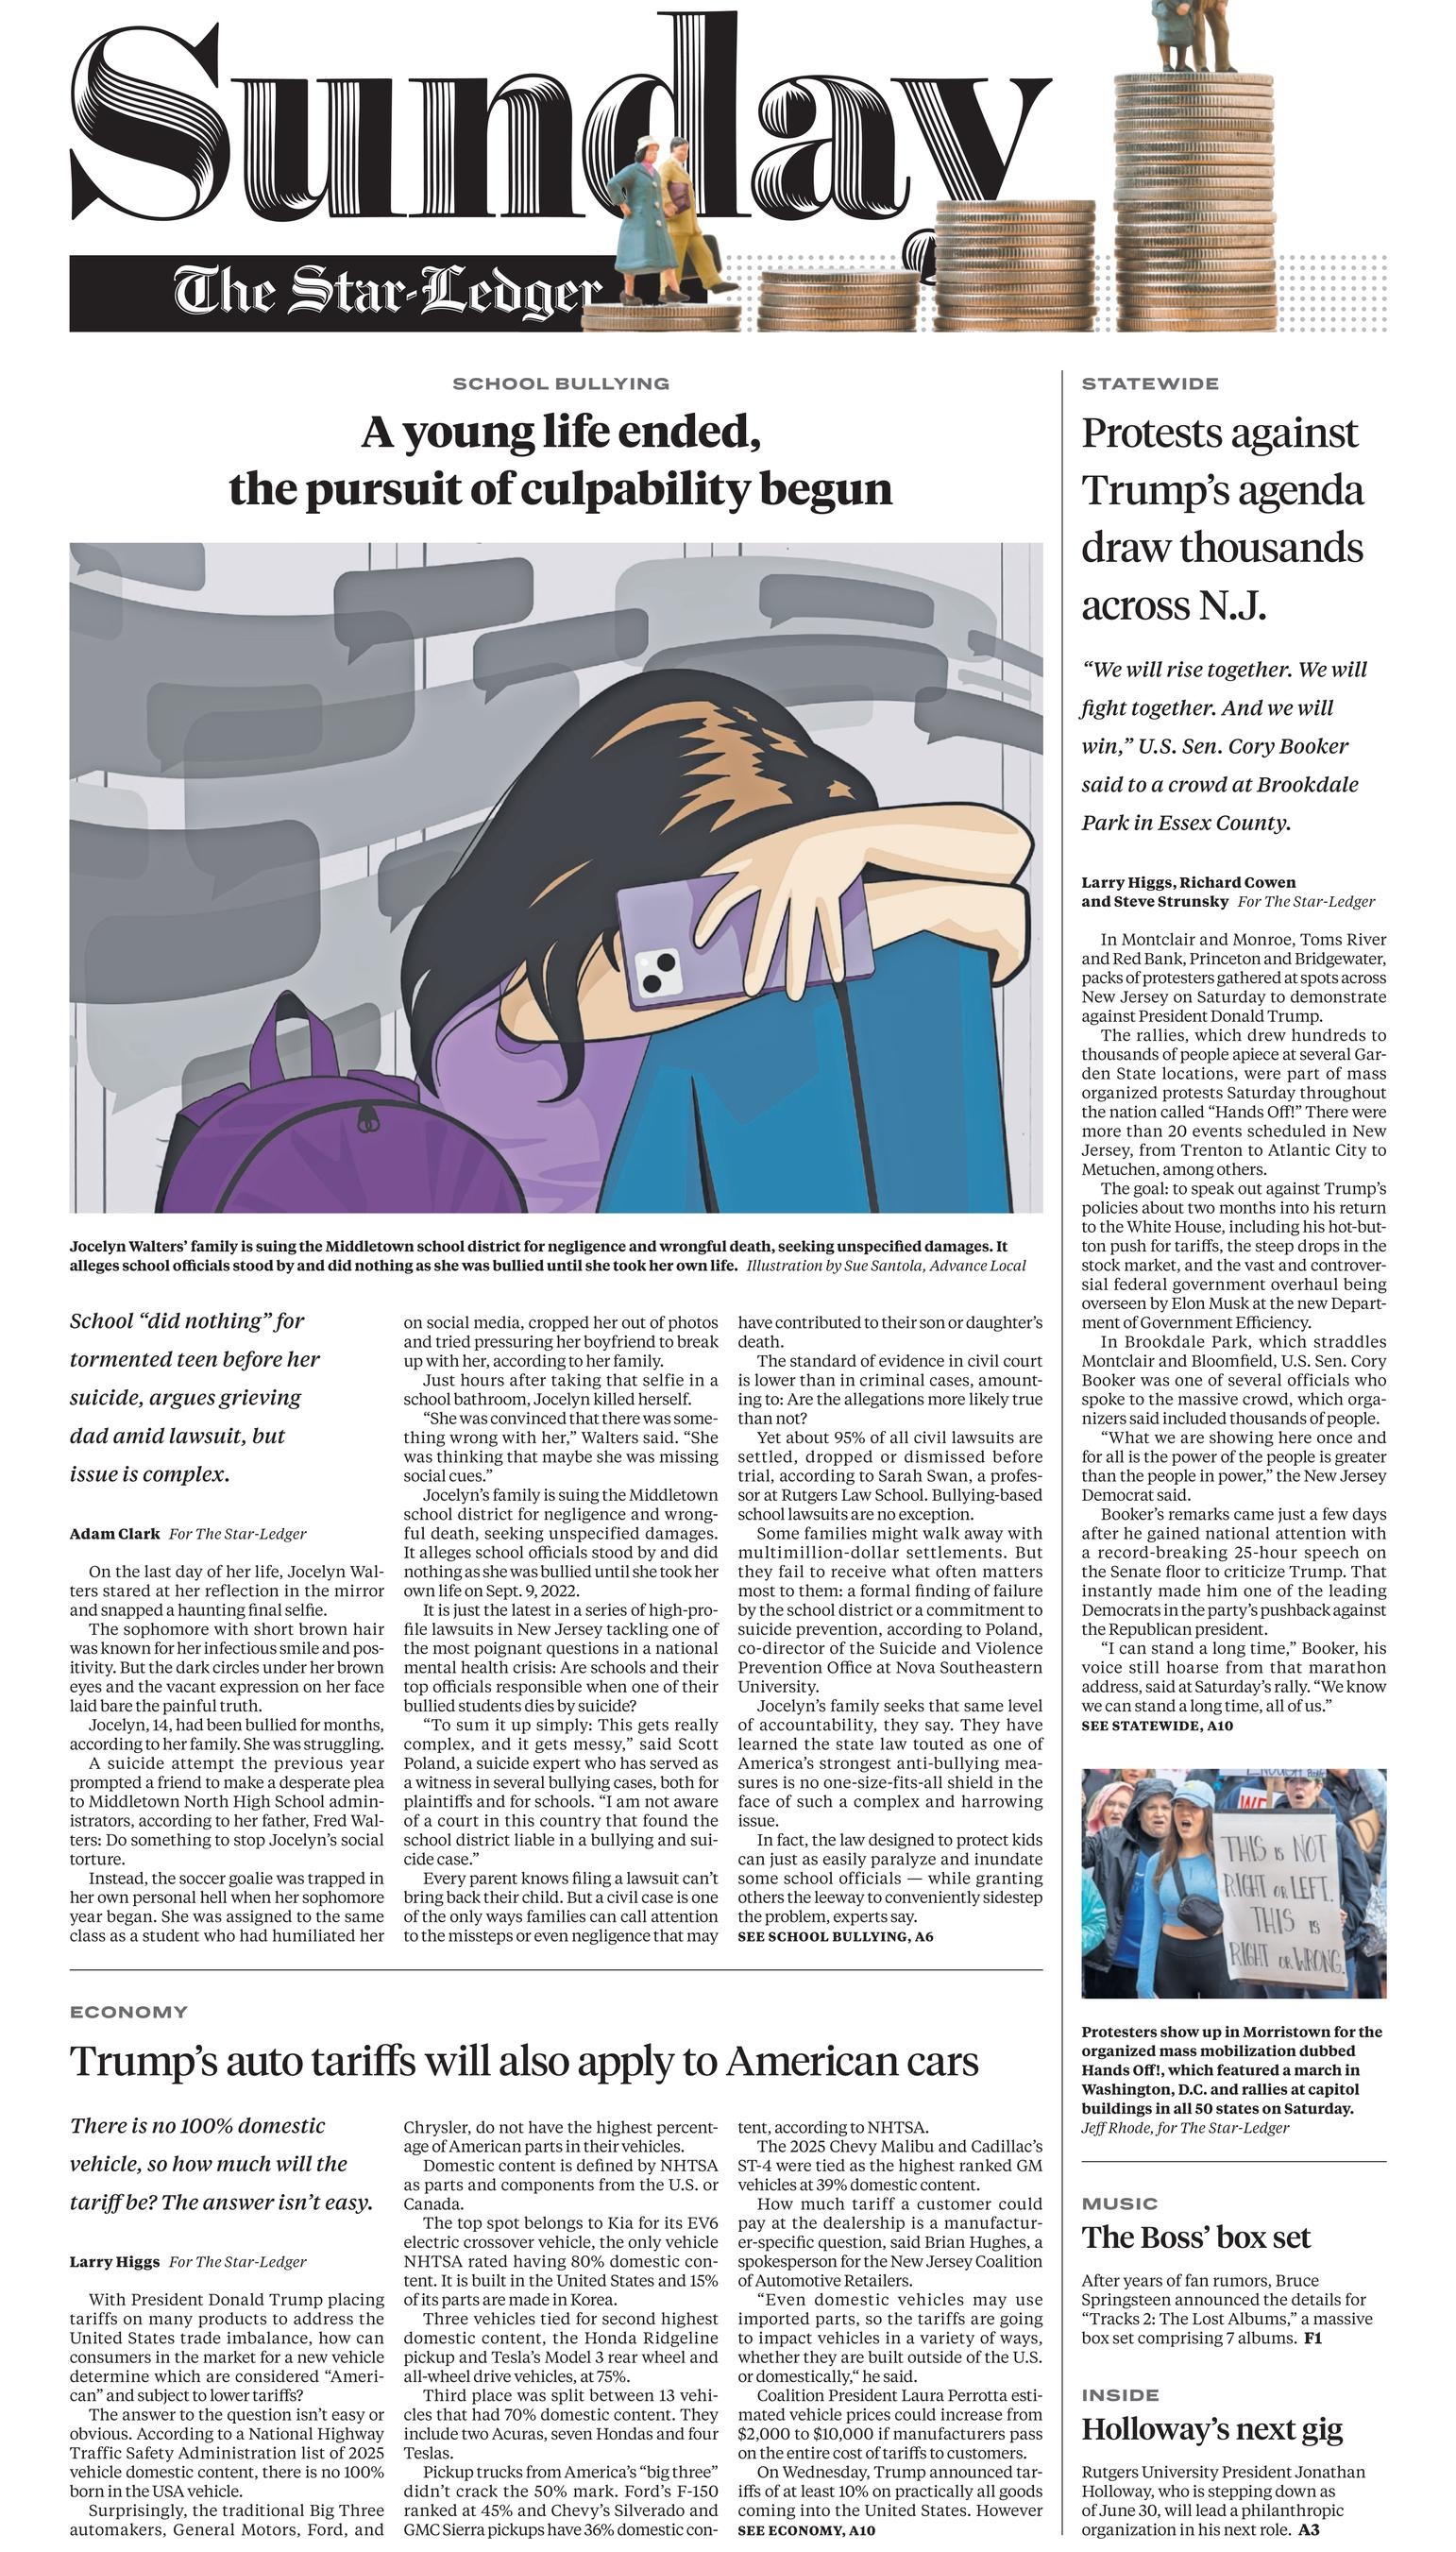 Sunday
The Star-Ledger
SCHOOL BULLYING
A young life ended,
the pursuit of culpability begun
Jocelyn Walters’ family is suing the Middletown school district for negligence and wrongful death, seeking unspecified damages. It
alleges school officials stood by and did nothing as she was bullied until she took her own life. Illustration by Sue Santola, Advance Local
School “did nothing” for
tormented teen before her
suicide, argues grieving
dad amid lawsuit, but
issue is complex.
Adam Clark For The Star-Ledger
On the last day of her life, Jocelyn Wal-
ters stared at her reflection in the mirror
and snapped a haunting final selfie.
The sophomore with short brown hair
was known for her infectious smile and pos-
itivity. But the dark circles under her brown
eyes and the vacant expression on her face
laid bare the painful truth.
Jocelyn, 14, had been bullied for months,
according to her family. She was struggling.
A suicide attempt the previous year
prompted a friend to make a desperate plea
to Middletown North High School admin-
istrators, according to her father, Fred Wal-
ters: Do something to stop Jocelyn’s social
torture.
Instead, the soccer goalie was trapped in
her own personal hell when her sophomore
year began. She was assigned to the same
class as a student who had humiliated her
on social media, cropped her out of photos
and tried pressuring her boyfriend to break
up with her, according to her family.
Just hours after taking that selfie in a
school bathroom, Jocelyn killed herself.
“She was convinced that there was some-
thing wrong with her,” Walters said. “She
was thinking that maybe she was missing
social cues.”
Jocelyn’s family is suing the Middletown
school district for negligence and wrong-
ful death, seeking unspecified damages.
It alleges school officials stood by and did
nothing as she was bullied until she took her
own life on Sept. 9, 2022.
It is just the latest in a series of high-pro-
file lawsuits in New Jersey tackling one of
the most poignant questions in a national
mental health crisis: Are schools and their
top officials responsible when one of their
bullied students dies by suicide?
“To sum it up simply: This gets really
complex, and it gets messy,” said Scott
Poland, a suicide expert who has served as
a witness in several bullying cases, both for
plaintiffs and for schools. “I am not aware
of a court in this country that found the
school district liable in a bullying and sui-
cide case.”
Every parent knows filing a lawsuit can’t
bring back their child. But a civil case is one
of the only ways families can call attention
to the missteps or even negligence that may
have contributed to their son or daughter’s
death.
The standard of evidence in civil court
is lower than in criminal cases, amount-
ing to: Are the allegations more likely true
than not?
Yet about 95% of all civil lawsuits are
settled, dropped or dismissed before
trial, according to Sarah Swan, a profes-
sor at Rutgers Law School. Bullying-based
school lawsuits are no exception.
Some families might walk away with
multimillion-dollar settlements. But
they fail to receive what often matters
most to them: a formal finding of failure
by the school district or a commitment to
suicide prevention, according to Poland,
co-director of the Suicide and Violence
Prevention Office at Nova Southeastern
University.
Jocelyn’s family seeks that same level
of accountability, they say. They have
learned the state law touted as one of
America’s strongest anti-bullying mea-
sures is no one-size-fits-all shield in the
face of such a complex and harrowing
issue.
In fact, the law designed to protect kids
can just as easily paralyze and inundate
some school officials — while granting
others the leeway to conveniently sidestep
the problem, experts say.
SEE SCHOOL BULLYING, A6
ECONOMY
Trump’s auto tariffs will also apply to American cars
There is no 100% domestic
vehicle, so how much will the
tariff be? The answer isn’t easy.
Larry Higgs For The Star-Ledger
With President Donald Trump placing
tariffs on many products to address the
United States trade imbalance, how can
consumers in the market for a new vehicle
determine which are considered “Ameri-
can” and subject to lower tariffs?
The answer to the question isn’t easy or
obvious. According to a National Highway
Traffic Safety Administration list of 2025
vehicle domestic content, there is no 100%
born in the USA vehicle.
Surprisingly, the traditional Big Three
automakers, General Motors, Ford, and
Chrysler, do not have the highest percent-
age of American parts in their vehicles.
Domestic content is defined by NHTSA
as parts and components from the U.S. or
Canada.
The top spot belongs to Kia for its EV6
electric crossover vehicle, the only vehicle
NHTSA rated having 80% domestic con-
tent. It is built in the United States and 15%
of its parts are made in Korea.
Three vehicles tied for second highest
domestic content, the Honda Ridgeline
pickup and Tesla’s Model 3 rear wheel and
all-wheel drive vehicles, at 75%.
Third place was split between 13 vehi-
cles that had 70% domestic content. They
include two Acuras, seven Hondas and four
Teslas.
Pickup trucks from America’s “big three”
didn’t crack the 50% mark. Ford’s F-150
ranked at 45% and Chevy’s Silverado and
GMC Sierra pickups have 36% domestic con-
tent, according to NHTSA.
The 2025 Chevy Malibu and Cadillac’s
ST-4 were tied as the highest ranked GM
vehicles at 39% domestic content.
How much tariff a customer could
pay at the dealership is a manufactur-
er-specific question, said Brian Hughes, a
spokesperson for the New Jersey Coalition
of Automotive Retailers.
“Even domestic vehicles may use
imported parts, so the tariffs are going
to impact vehicles in a variety of ways,
whether they are built outside of the U.S.
or domestically,“ he said.
Coalition President Laura Perrotta esti-
mated vehicle prices could increase from
$2,000 to $10,000 if manufacturers pass
on the entire cost of tariffs to customers.
On Wednesday, Trump announced tar-
iffs of at least 10% on practically all goods
coming into the United States. However
SEE ECONOMY, A10
STATEWIDE
Protests against
Trump’s agenda
draw thousands
across N.J.
“We will rise together. We will
fight together. And we will
win,” U.S. Sen. Cory Booker
said to a crowd at Brookdale
Park in Essex County.
Larry Higgs, Richard Cowen
and Steve Strunsky For The Star-Ledger
In Montclair and Monroe, Toms River
and Red Bank, Princeton and Bridgewater,
packs of protesters gathered at spots across
New Jersey on Saturday to demonstrate
against President Donald Trump.
The rallies, which drew hundreds to
thousands of people apiece at several Gar-
den State locations, were part of mass
organized protests Saturday throughout
the nation called “Hands Off!” There were
more than 20 events scheduled in New
Jersey, from Trenton to Atlantic City to
Metuchen, among others.
The goal: to speak out against Trump’s
policies about two months into his return
to the White House, including his hot-but-
ton push for tariffs, the steep drops in the
stock market, and the vast and controver-
sial federal government overhaul being
overseen by Elon Musk at the new Depart-
ment of Government Efficiency.
In Brookdale Park, which straddles
Montclair and Bloomfield, U.S. Sen. Cory
Booker was one of several officials who
spoke to the massive crowd, which orga-
nizers said included thousands of people.
“What we are showing here once and
for all is the power of the people is greater
than the people in power,” the New Jersey
Democrat said.
Booker’s remarks came just a few days
after he gained national attention with
a record-breaking 25-hour speech on
the Senate floor to criticize Trump. That
instantly made him one of the leading
Democrats in the party’s pushback against
the Republican president.
“I can stand a long time,” Booker, his
voice still hoarse from that marathon
address, said at Saturday’s rally. “We know
we can stand a long time, all of us.”
SEE STATEWIDE, A10
WE
THIS IS NOT
RIGHT OR LEFT.
THIS IS
RIGHT OR WRONG.
Protesters show up in Morristown for the
organized mass mobilization dubbed
Hands Off!, which featured a march in
Washington, D.C. and rallies at capitol
buildings in all 50 states on Saturday.
Jeff Rhode, for The Star-Ledger
MUSIC
The Boss’ box set
After years of fan rumors, Bruce
Springsteen announced the details for
“Tracks 2: The Lost Albums,” a massive
box set comprising 7 albums. F1
INSIDE
Holloway’s next gig
Rutgers University President Jonathan
Holloway, who is stepping down as
of June 30, will lead a philanthropic
organization in his next role. A3